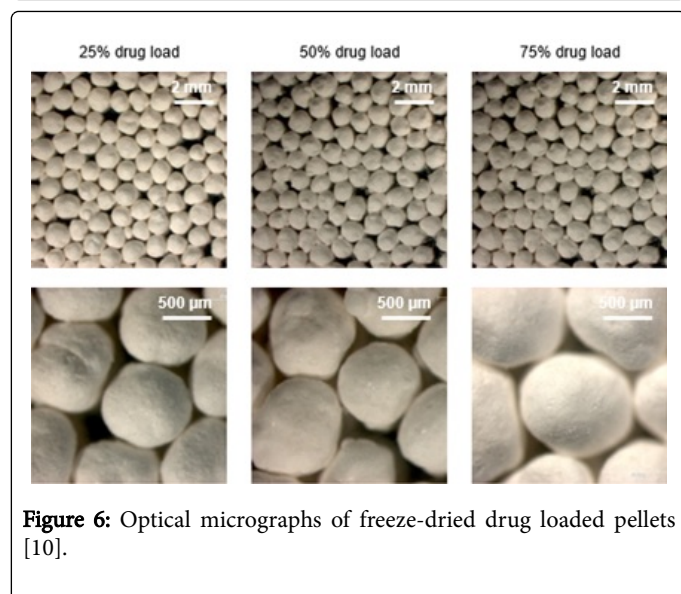 25% drug load 50% drug load 75% drug load
2 mm 2 mm 2 mm
500 µm 500 µm 500 µm
Figure 6: Optical micrographs of freeze-dried drug loaded pellets
[10].